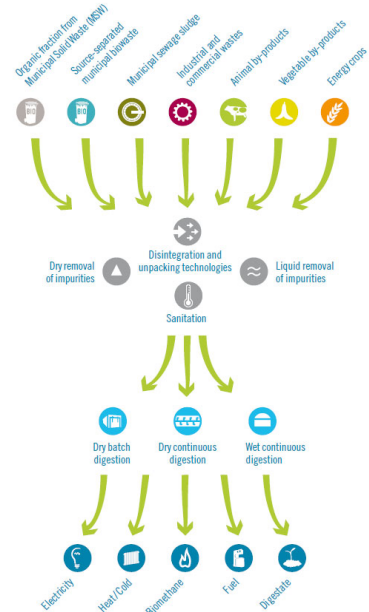 Organic fraction from
Municipal Solid Waste (MSW)
Source-separated
municipal biowaste
Municipal sewage sludge
Industrial and
commercial wastes
Animal by-products
Vegetable by-products
Energy crops
BIO
BIO
Disintegration and
unpacking technologies
Dry removal
of impurities
Liquid removal
of impurities
Sanitation
Dry batch
digestion
Dry continuous
digestion
Wet continuous
digestion
Electricity
Heat/Cold
Biomethane
Fuel
Digestate